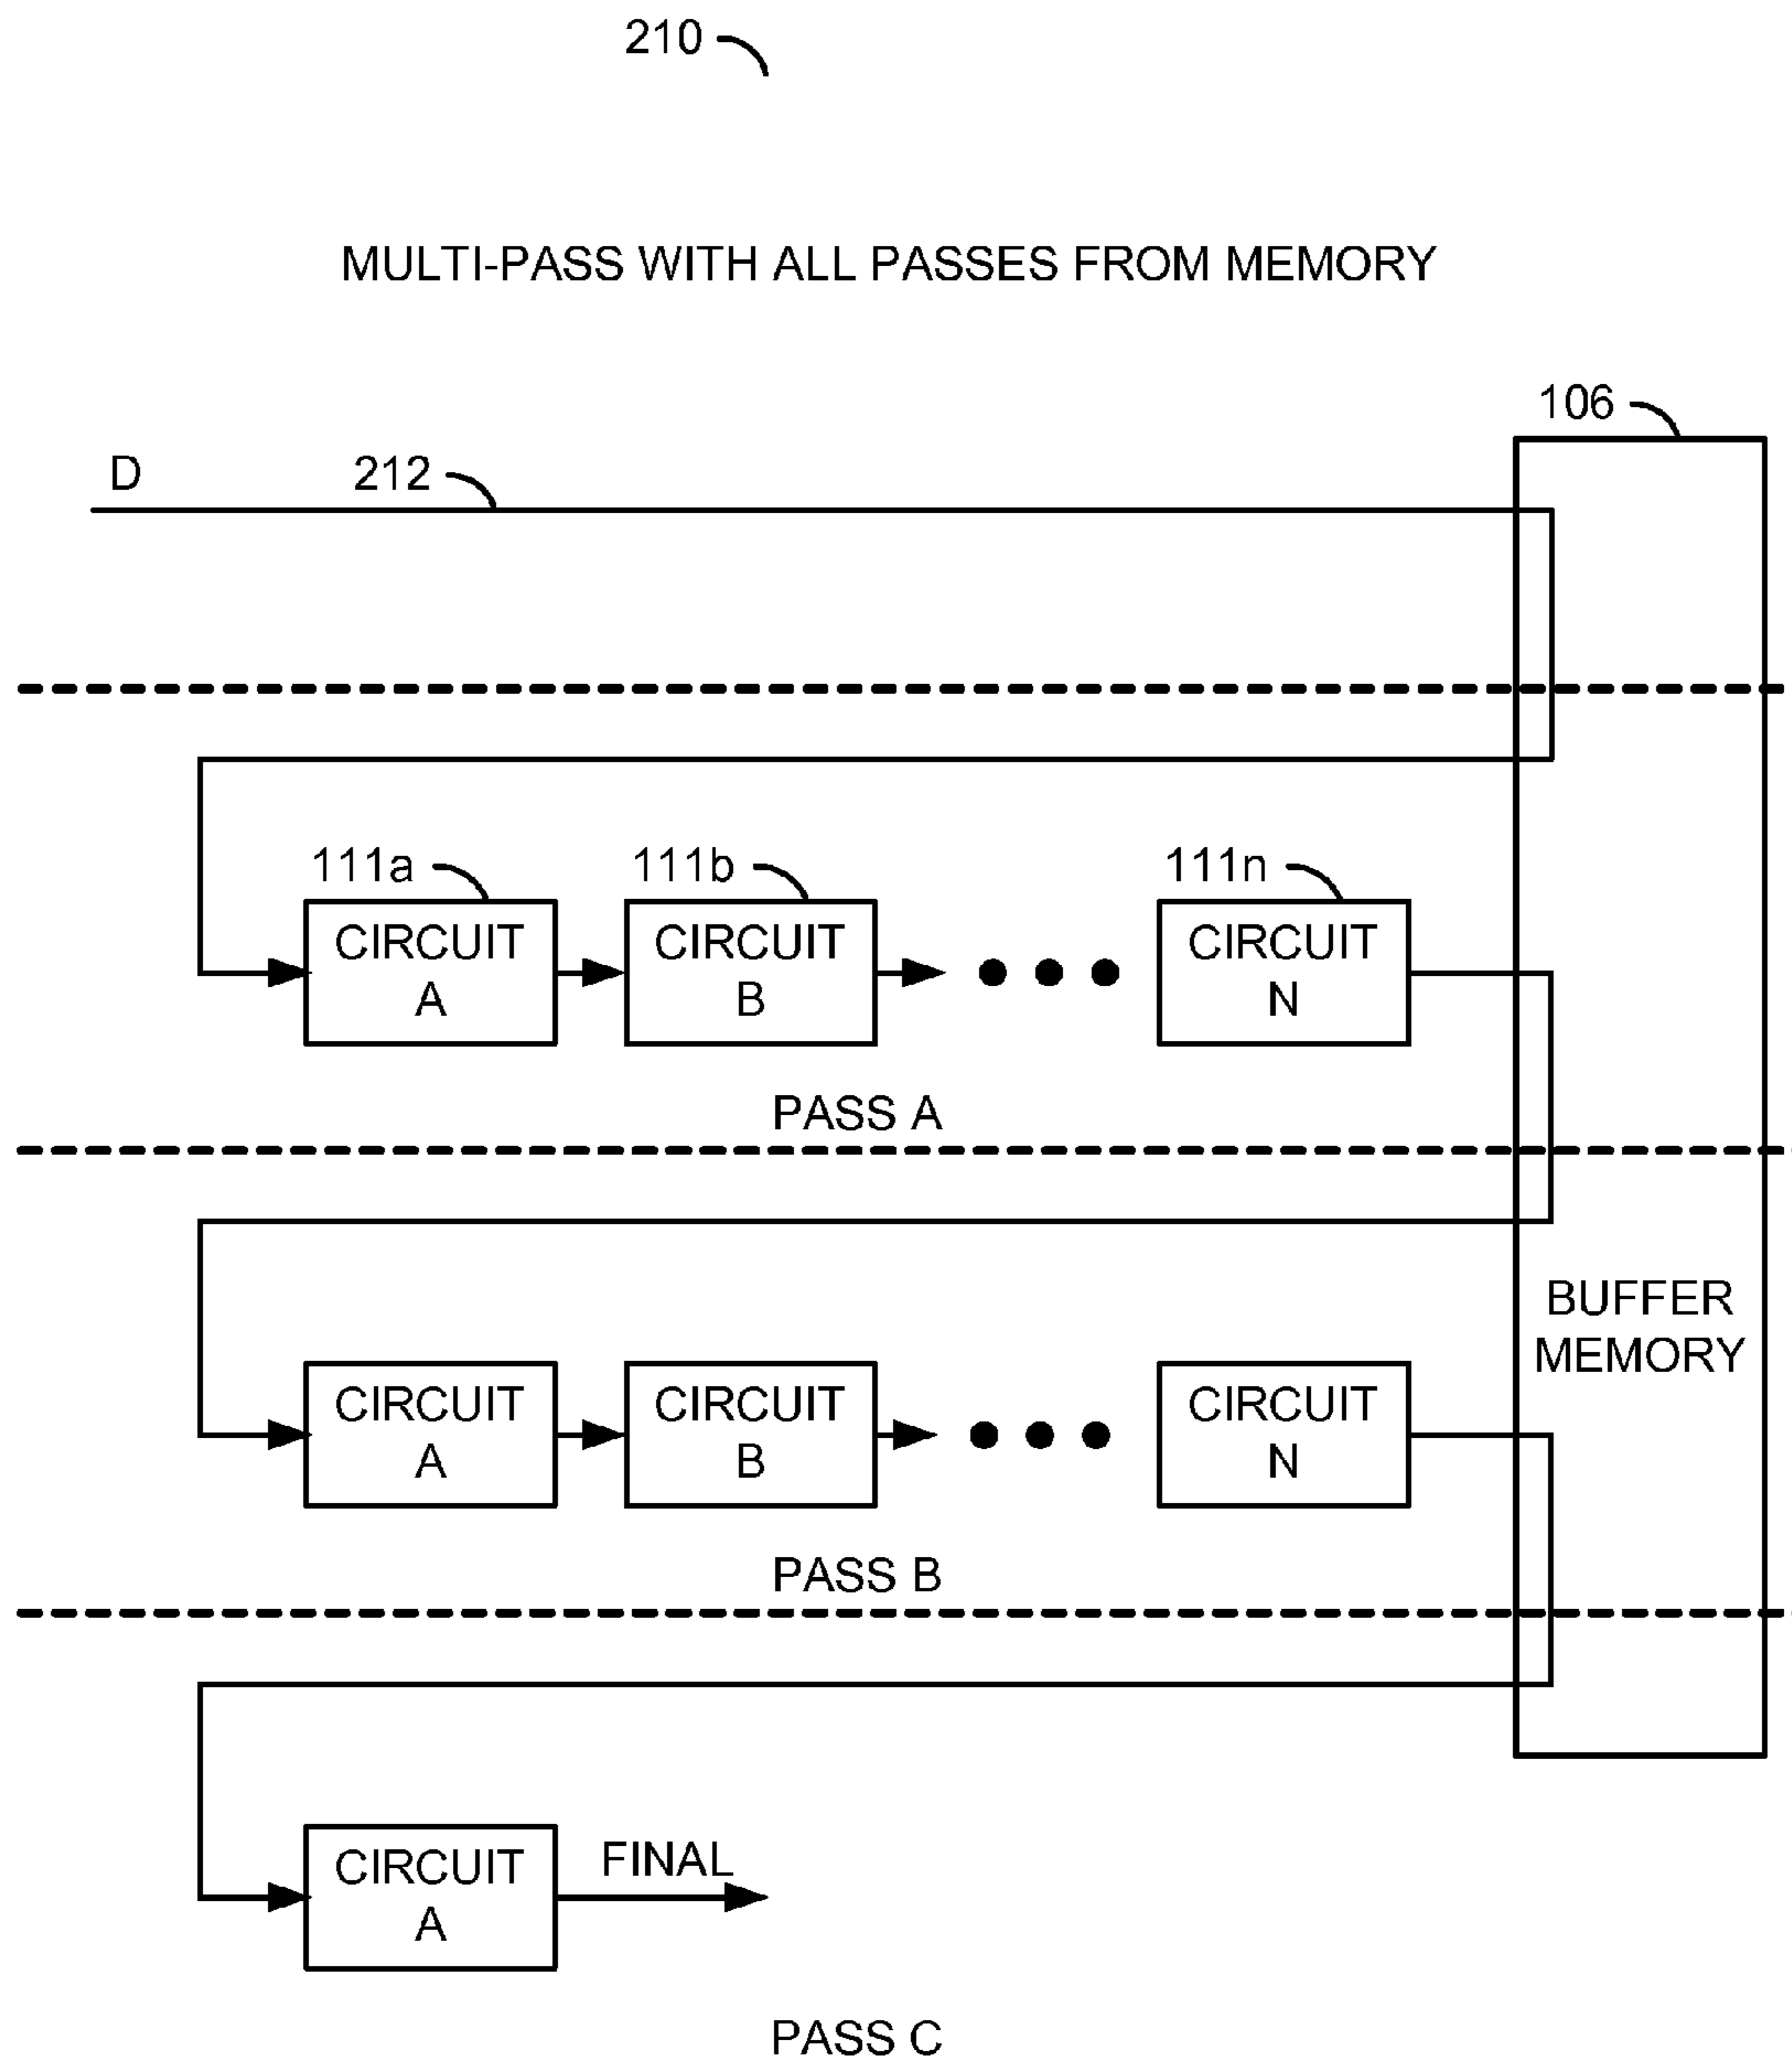 210
MULTI-PASS WITH ALL PASSES FROM MEMORY
106
D
212
111a
111b
111n
CIRCUIT
A
CIRCUIT
B
CIRCUIT
N
PASS A
BUFFER
MEMORY
CIRCUIT
A
CIRCUIT
B
CIRCUIT
N
PASS B
CIRCUIT
A
FINAL
PASS C